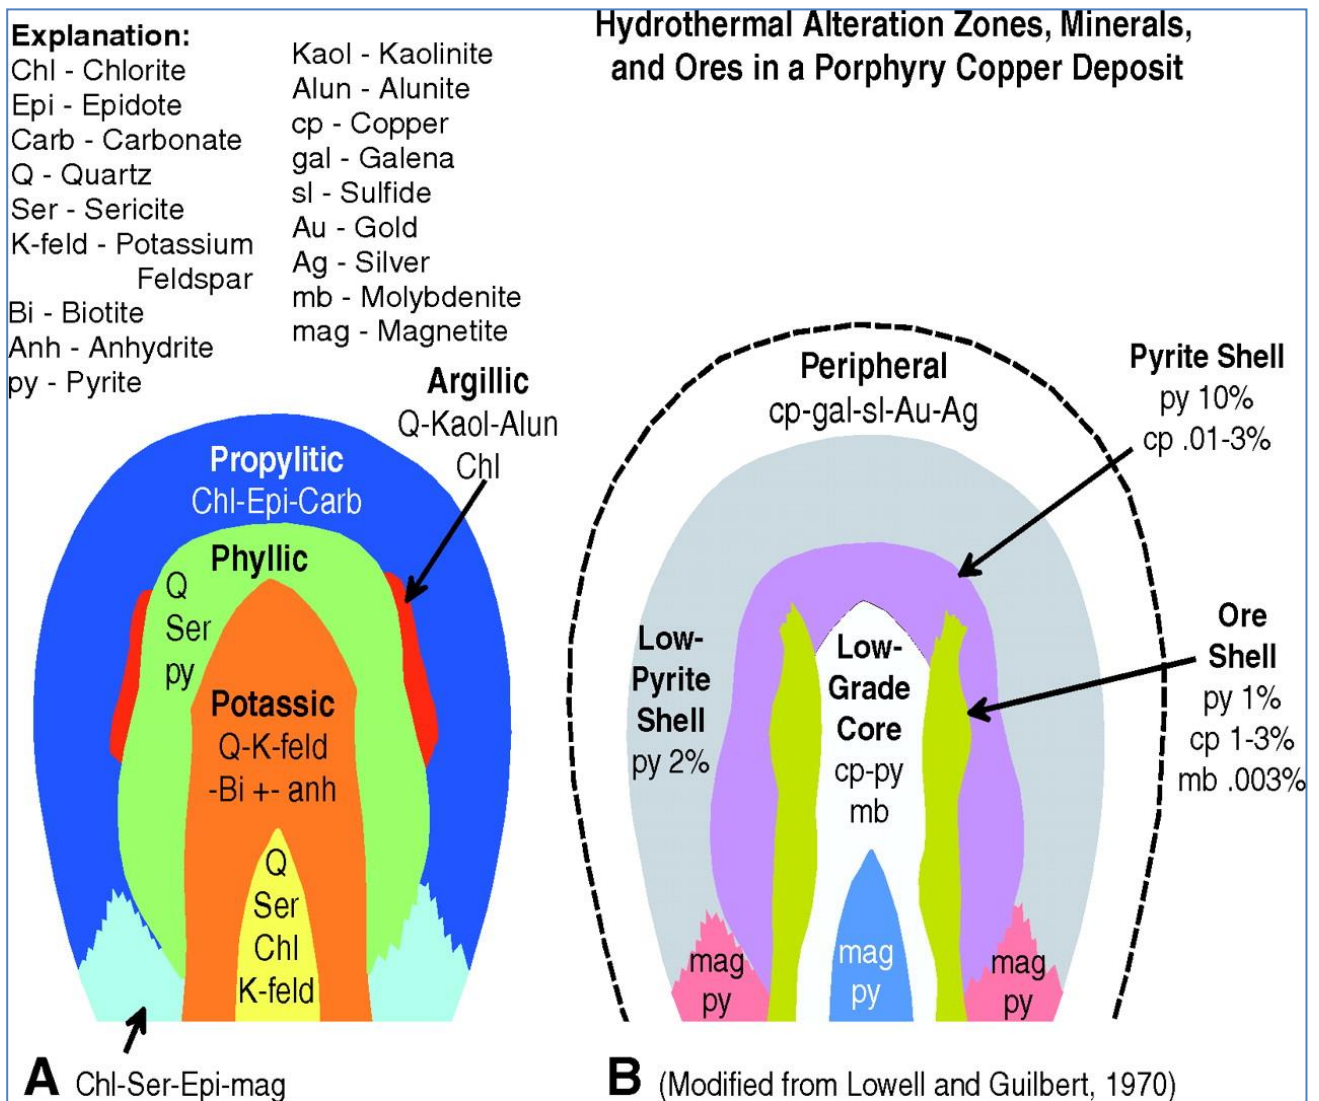 Explanation:
Chl - Chlorite
Epi - Epidote
Carb - Carbonate
Q - Quartz
Ser - Sericite
K-feld - Potassium
Feldspar
Bi - Biotite
Anh - Anhydrite
py - Pyrite
Kaol - Kaolinite
Alun - Alunite
cp - Copper
gal - Galena
sl - Sulfide
Au - Gold
Ag - Silver
mb - Molybdenite
mag - Magnetite
Hydrothermal Alteration Zones, Minerals,
and Ores in a Porphyry Copper Deposit
Argillic
Q-Kaol-Alun
Chl
Propylitic
Chl-Epi-Carb
Phyllic
Q
Ser
py
Potassic
Q-K-feld
-Bi +- anh
Q
Ser
Chl
K-feld
A Chl-Ser-Epi-mag
Peripheral
cp-gal-sl-Au-Ag
Pyrite Shell
py 10%
cp .01-3%
Low-
Pyrite
Shell
py 2%
Low-
Grade
Core
cp-py
mb
Ore
Shell
py 1%
cp 1-3%
mb .003%
mag
py
mag
py
mag
py
B (Modified from Lowell and Guilbert, 1970)